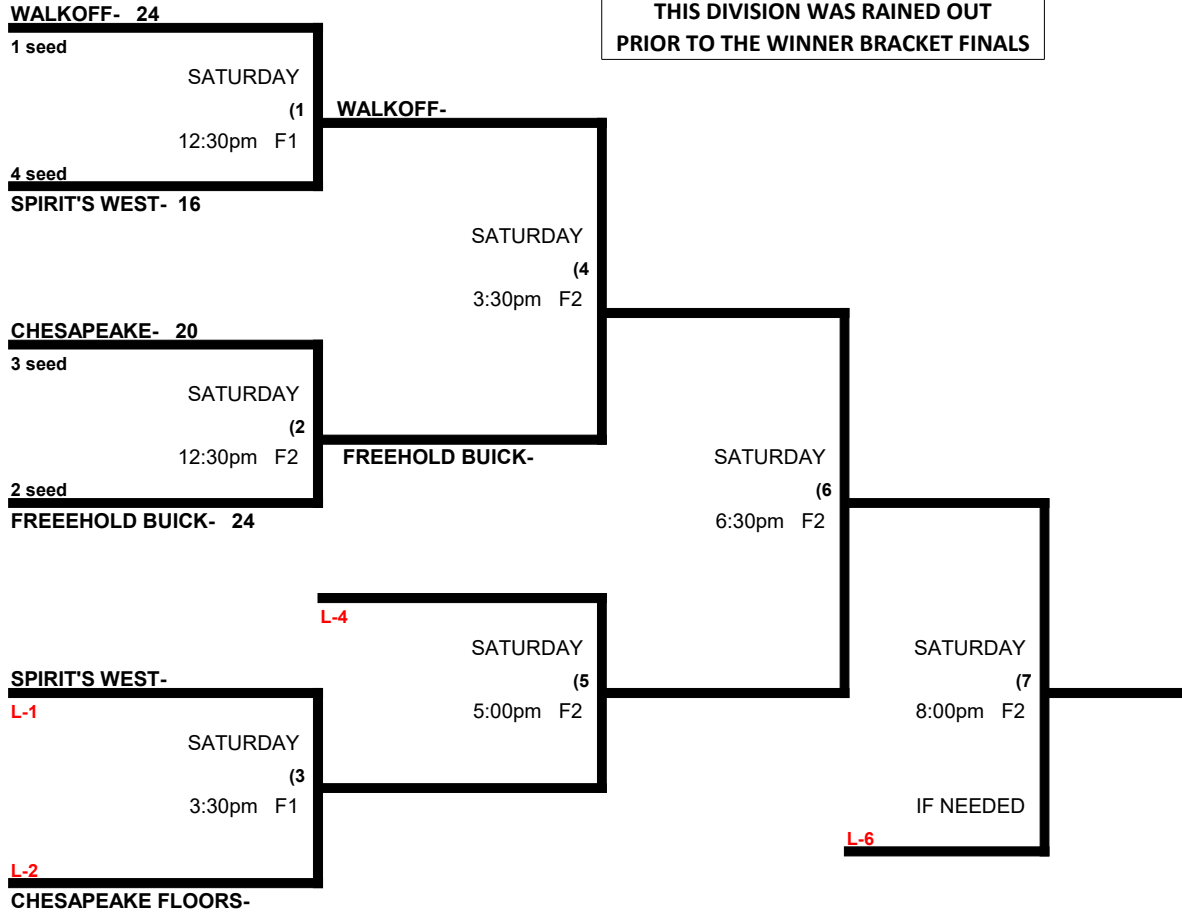 WALKOFF- 24
THIS DIVISION WAS RAINED OUT
PRIOR TO THE WINNER BRACKET FINALS
1 seed
SATURDAY
(1
WALKOFF-
12:30pm F1
4 seed
SPIRIT'S WEST- 16
SATURDAY
(4
3:30pm F2
CHESAPEAKE- 20
3 seed
SATURDAY
(2
12:30pm F2
FREEHOLD BUICK-
SATURDAY
2 seed
(6
FREEEHOLD BUICK- 24
6:30pm F2
L-4
SATURDAY
SATURDAY
SPIRIT'S WEST-
(5
(7
L-1
5:00pm F2
8:00pm F2
SATURDAY
(3
3:30pm F1
IF NEEDED
L-6
L-2
CHESAPEAKE FLOORS-